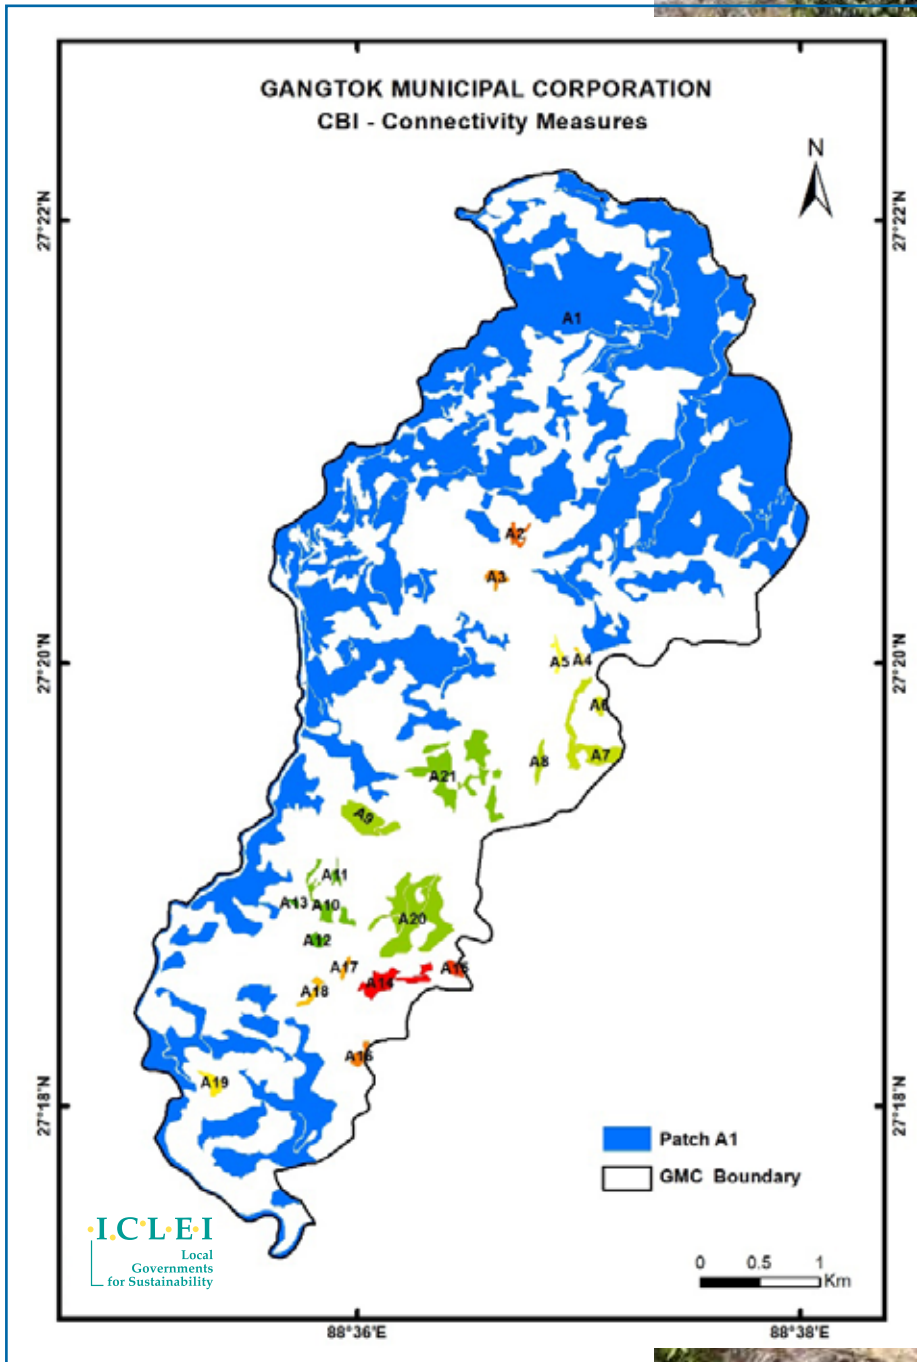 GANGTOK MUNICIPAL CORPORATION
CBI - Connectivity Measures
N
27°22'N
27°22'N
A1
A2
A3
27°20'N
A5 A4
27°20'N
A6
A7
A8
A21
A9
A11
A13 A10
A20
A12
A17
A15
A14
A18
A16
A19
27°18'N
27°18'N
Patch A1
GMC Boundary
I.C.L.E.I
Local
Governments
for Sustainability
0 0.5 1
Km
88°36'E
88°38'E